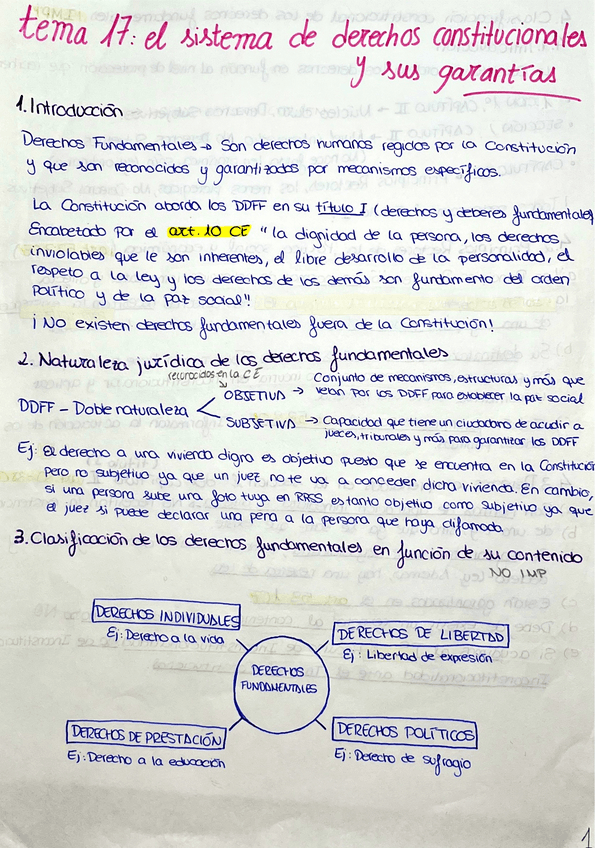 tema 17: el sistema de derechos constitucionales
y sus garantías
1. Introducción
Derechos Fundamentales → Son derechos humanos regidos por la Constitución
y que son reconocidos y garantizados por mecanismos específicos.
La Constitución aborda los DDFF en su título I (derechos y deberes fundamentales)
Encabezado por el art. 10 CE "la dignidad de la persona, los derechos
inviolables que le son inherentes, el libre desarrollo de la personalidad, el
respeto a la ley y los derechos de los demás son fundamento del orden
político y de la paz social"!
¡No existen derechos fundamentales fuera de la Constitución!
2. Naturaleza jurídica de los derechos fundamentales
reconocidos en la CE
DDFF - Doble naturaleza
OBJETIVA → Conjunto de mecanismos, estructuras y más que
velan por los DDFF para establecer la paz social
SUBJETIVA → Capacidad que tiene un ciudadano de acudir a
jueces, tribunales y más para garantizar los DDFF
Ej: El derecho a una vivienda digna es objetivo puesto que se encuentra en la Constitución
pero no subjetivo ya que un juez no te va a conceder dicha vivienda. En cambio,
si una persona sube una foto tuya en RRSS es tanto objetivo como subjetivo ya que
el juez si puede declarar una pena a la persona que haya difamado.
3. Clasificación de los derechos fundamentales en función de su contenido
NO IMP
DERECHOS INDIVIDUALES
Ej: Derecho a la vida
DERECHOS DE LIBERTAD
Ej: Libertad de expresión
DERECHOS
FUNDAMENTALES
DERECHOS DE PRESTACIÓN
Ej: Derecho a la educación
DERECHOS POLÍTICOS
Ej: Derecho de sufragio
1